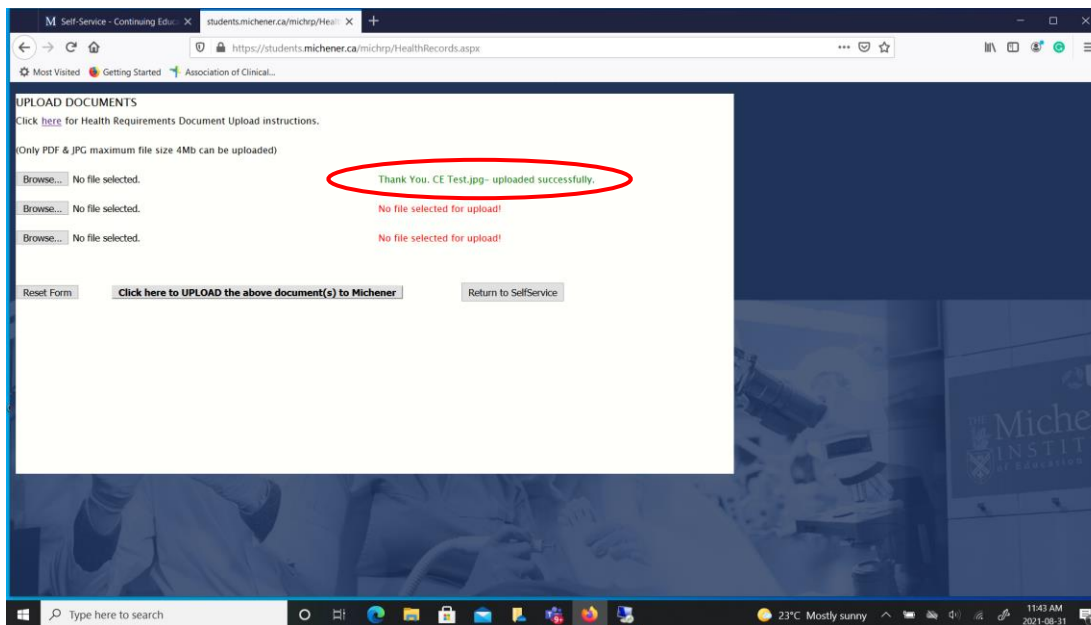 M Self-Service - Continuing Educ
students.michener.ca/michrp/Heal
https://students.michener.ca/michrp/HealthRecords.aspx
Most Visited Getting Started Association of Clinical...
UPLOAD DOCUMENTS
Click here for Health Requirements Document Upload instructions.
(Only PDF & JPG maximum file size 4Mb can be uploaded)
Browse... No file selected. Thank You. CE Test.jpg- uploaded successfully.
Browse... No file selected. No file selected for upload!
Browse... No file selected. No file selected for upload!
Reset Form Click here to UPLOAD the above document(s) to Michener Return to SelfService
THE
Miche
INSTIT
of Education
Type here to search 23°C Mostly sunny 11:43 AM
2021-08-31